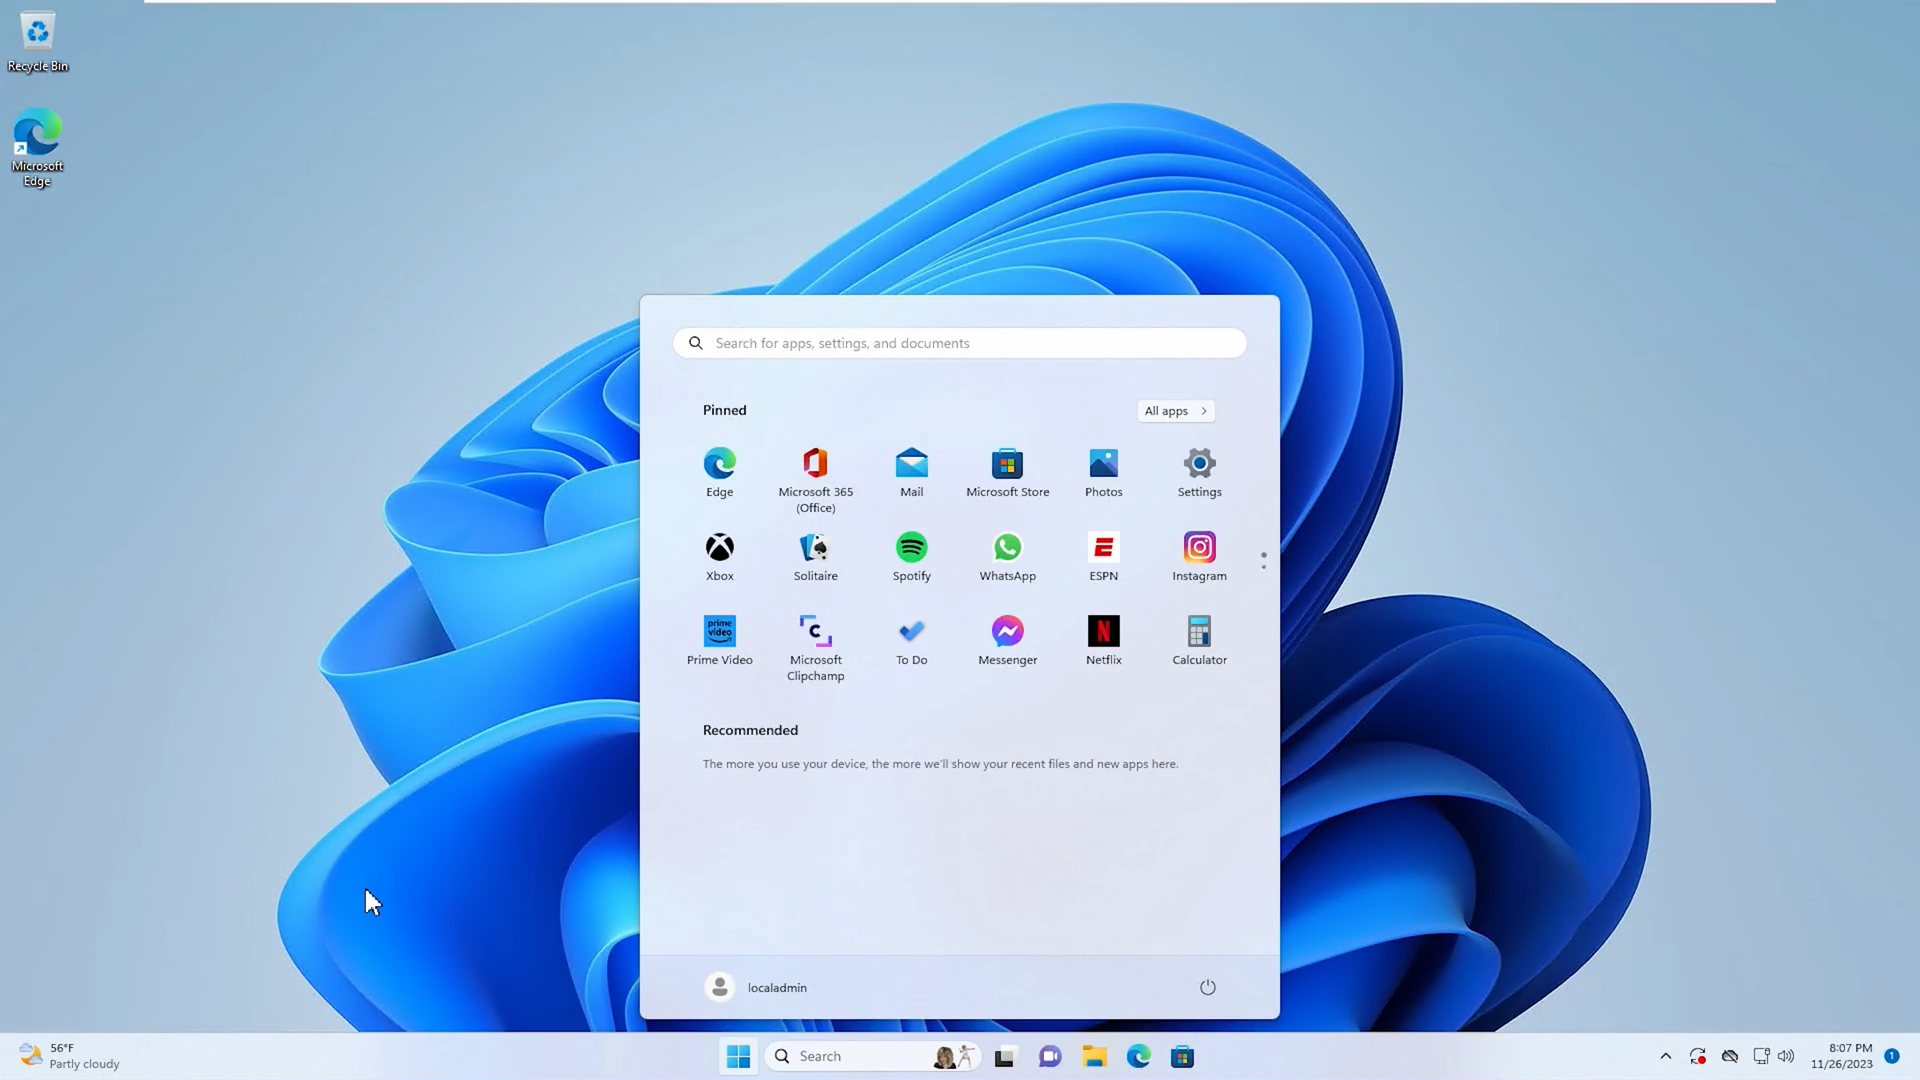 Recycle Bin
Microsoft
Edge
Search for apps, settings, and documents
Pinned
All apps
Edge
Microsoft 365
(Office)
Mail
Microsoft Store
Photos
Settings
Xbox
Solitaire
Spotify
WhatsApp
E
ESPN
Instagram
prime
video
Prime Video
C
Microsoft
Clipchamp
To Do
Messenger
N
Netflix
Calculator
Recommended
The more you use your device, the more we'll show your recent files and new apps here.
localadmin
56°F
Partly cloudy
Search
8:07 PM
11/26/2023
1